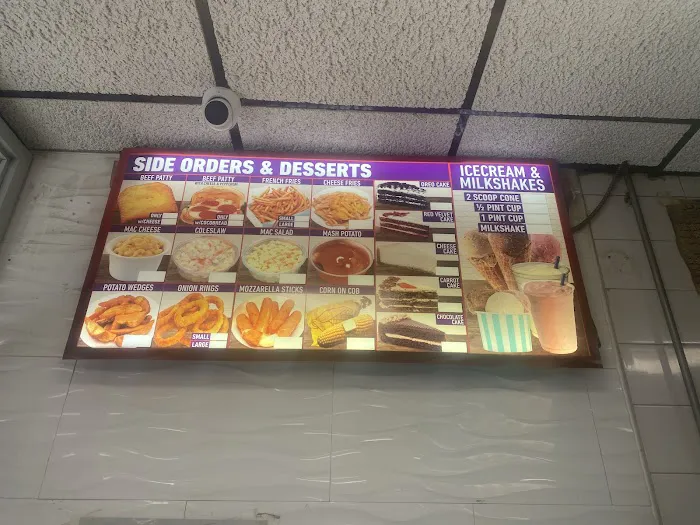 SIDE ORDERS & DESSERTS
BEEF PATTY
ONLY
w/CHEESE
BEEF PATTY
WITH CHEESE & PEPPERONI
ONLY
w/COCOBREAD
FRENCH FRIES
SMALL
LARGE
CHEESE FRIES
MAC CHEESE
COLESLAW
MAC SALAD
MASH POTATO
POTATO WEDGES
ONION RINGS
SMALL
LARGE
MOZZARELLA STICKS
CORN ON COB
OREO CAKE
RED VELVET
CAKE
CHEESE
CAKE
CARROT
CAKE
CHOCOLATE
CAKE
ICECREAM &
MILKSHAKES
2 SCOOP CONE
½ PINT CUP
1 PINT CUP
MILKSHAKE